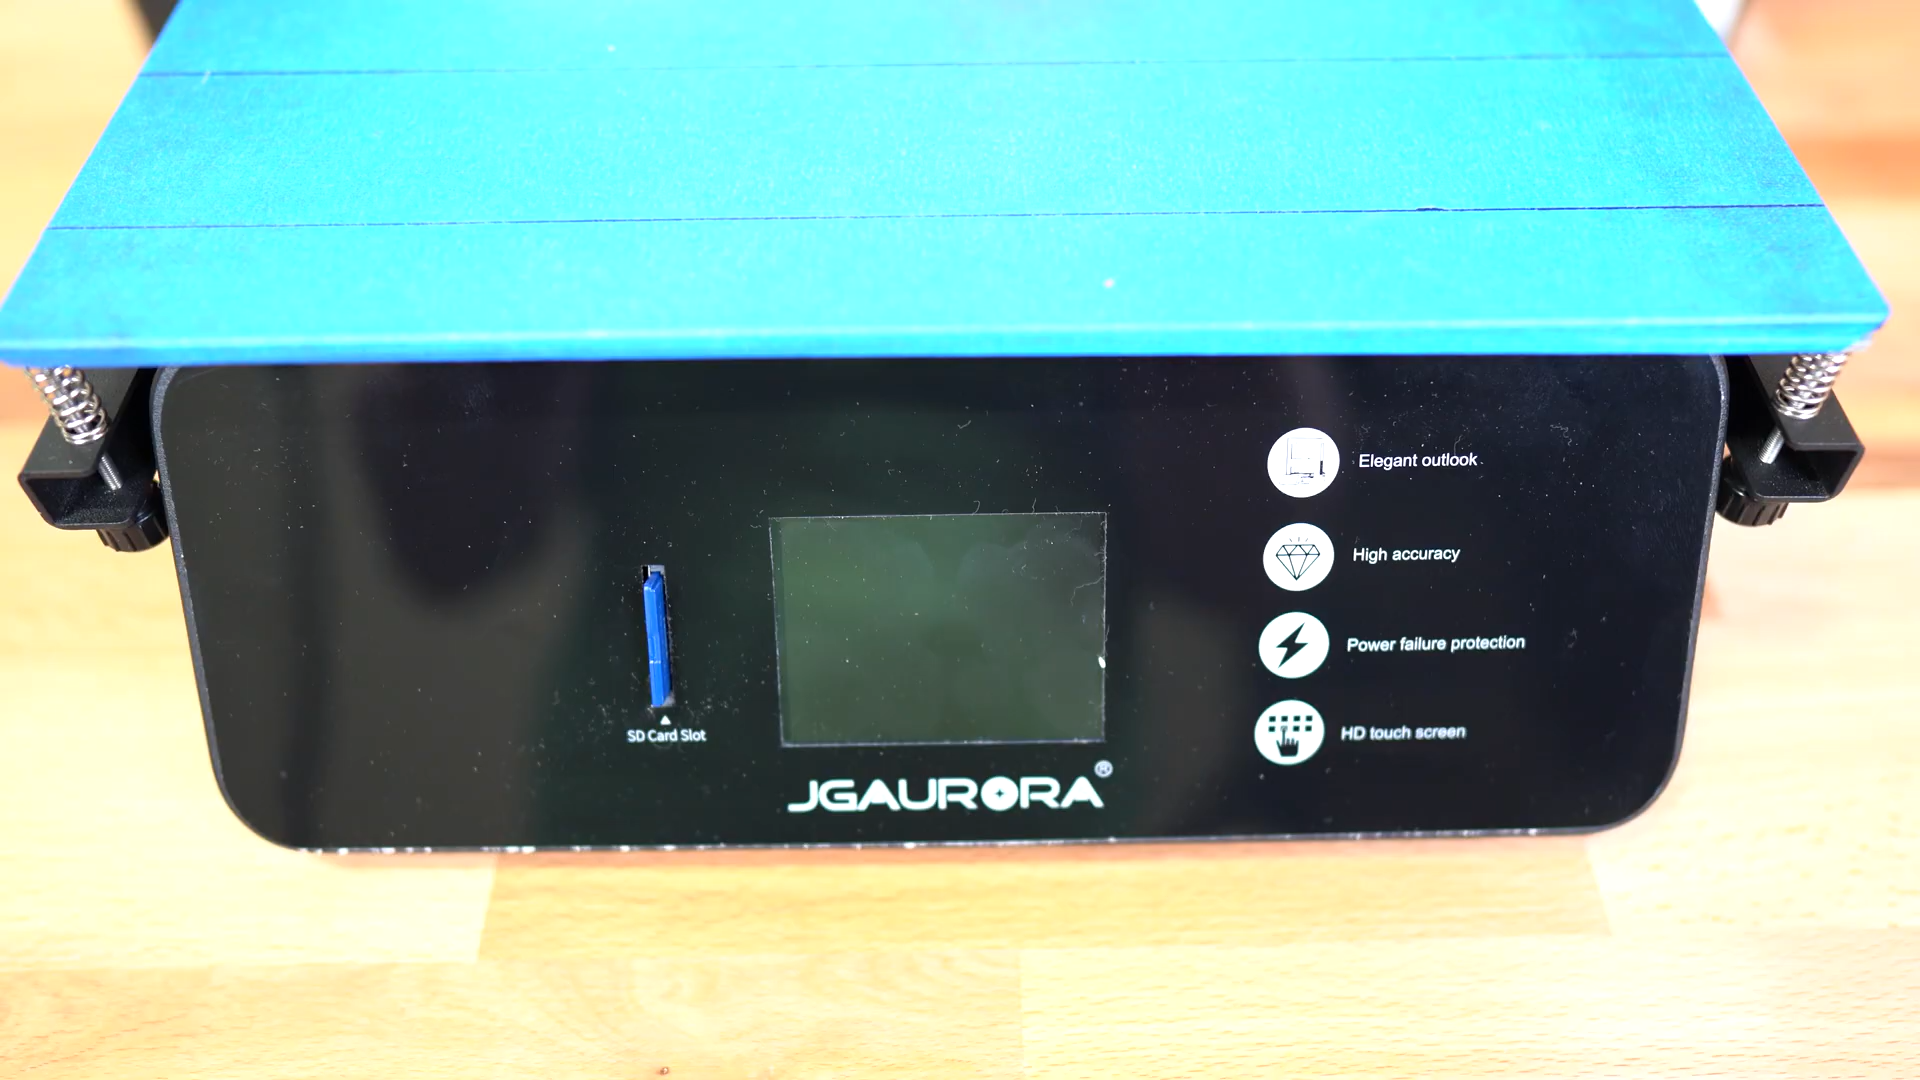 Elegant outlook
High accuracy
Power failure protection
HD touch screen
SD Card Slot
JGAURORA®